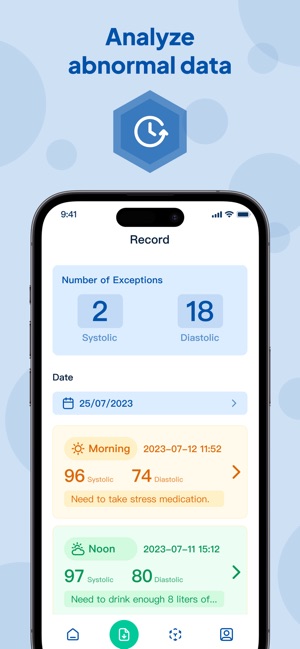 Analyze
abnormal data
9:41
Record
Number of Exceptions
2 18
Systolic Diastolic
Date
25/07/2023
Morning 2023-07-12 11:52
96 Systolic 74 Diastolic
Need to take stress medication.
Noon 2023-07-11 15:12
97 Systolic 80 Diastolic
Need to drink enough 8 liters of...